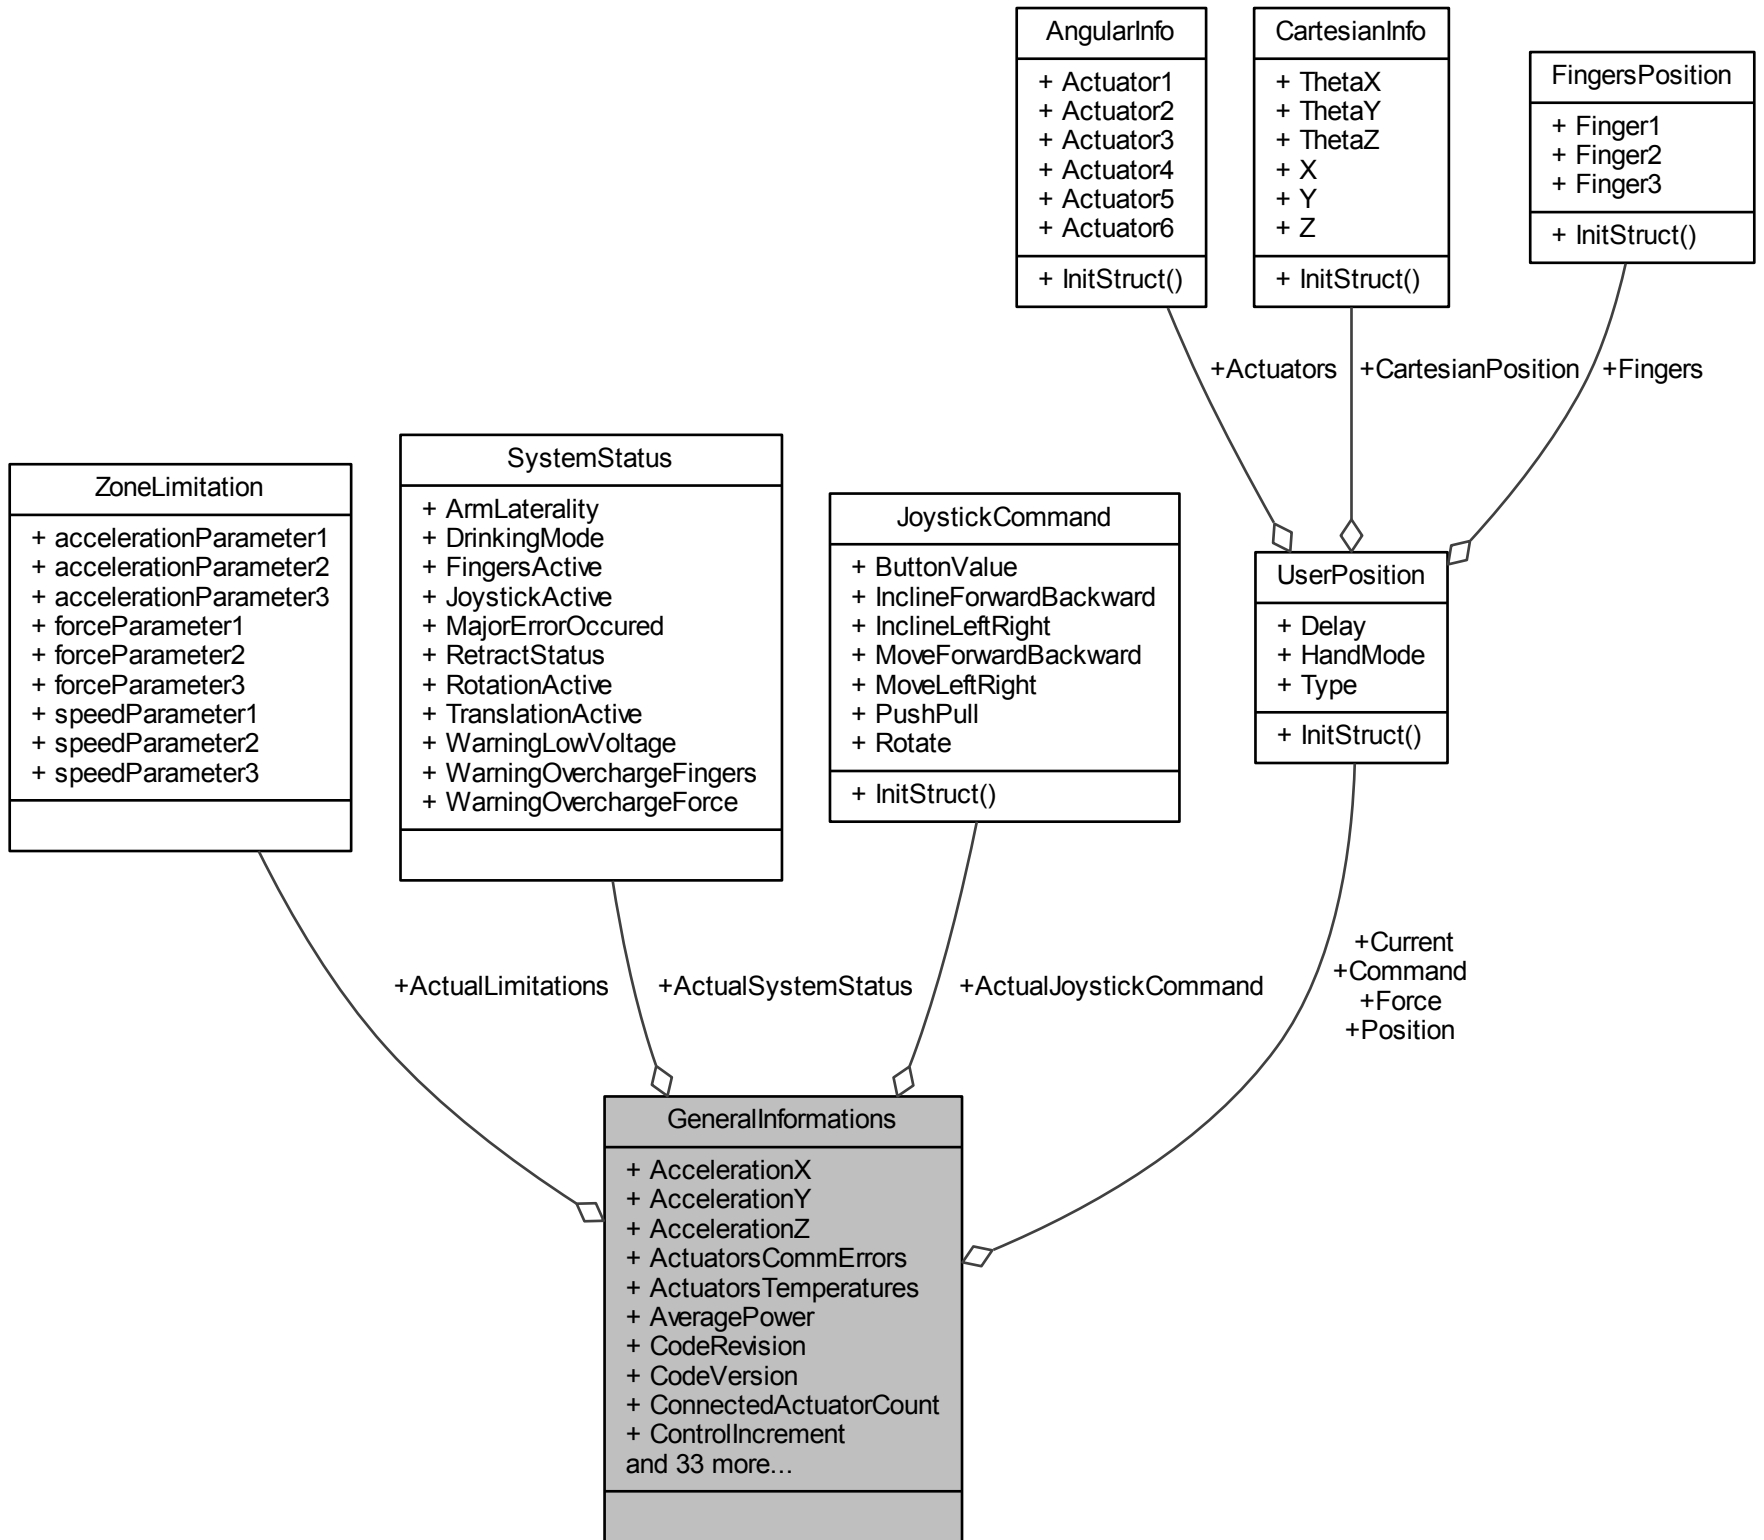 AngularInfo
+ Actuator1
+ Actuator2
+ Actuator3
+ Actuator4
+ Actuator5
+ Actuator6
+ InitStruct()
CartesianInfo
+ ThetaX
+ ThetaY
+ ThetaZ
+ X
+ Y
+ Z
+ InitStruct()
FingersPosition
+ Finger1
+ Finger2
+ Finger3
+ InitStruct()
+Actuators
+CartesianPosition
+Fingers
ZoneLimitation
+ accelerationParameter1
+ accelerationParameter2
+ accelerationParameter3
+ forceParameter1
+ forceParameter2
+ forceParameter3
+ speedParameter1
+ speedParameter2
+ speedParameter3
SystemStatus
+ ArmLaterality
+ DrinkingMode
+ FingersActive
+ JoystickActive
+ MajorErrorOccured
+ RetractStatus
+ RotationActive
+ TranslationActive
+ WarningLowVoltage
+ WarningOverchargeFingers
+ WarningOverchargeForce
JoystickCommand
+ ButtonValue
+ InclineForwardBackward
+ InclineLeftRight
+ MoveForwardBackward
+ MoveLeftRight
+ PushPull
+ Rotate
+ InitStruct()
UserPosition
+ Delay
+ HandMode
+ Type
+ InitStruct()
+ActualLimitations
+ActualSystemStatus
+ActualJoystickCommand
+Current
+Command
+Force
+Position
GeneralInformations
+ AccelerationX
+ AccelerationY
+ AccelerationZ
+ ActuatorsCommErrors
+ ActuatorsTemperatures
+ AveragePower
+ CodeRevision
+ CodeVersion
+ ConnectedActuatorCount
+ ControlIncrement
and 33 more...